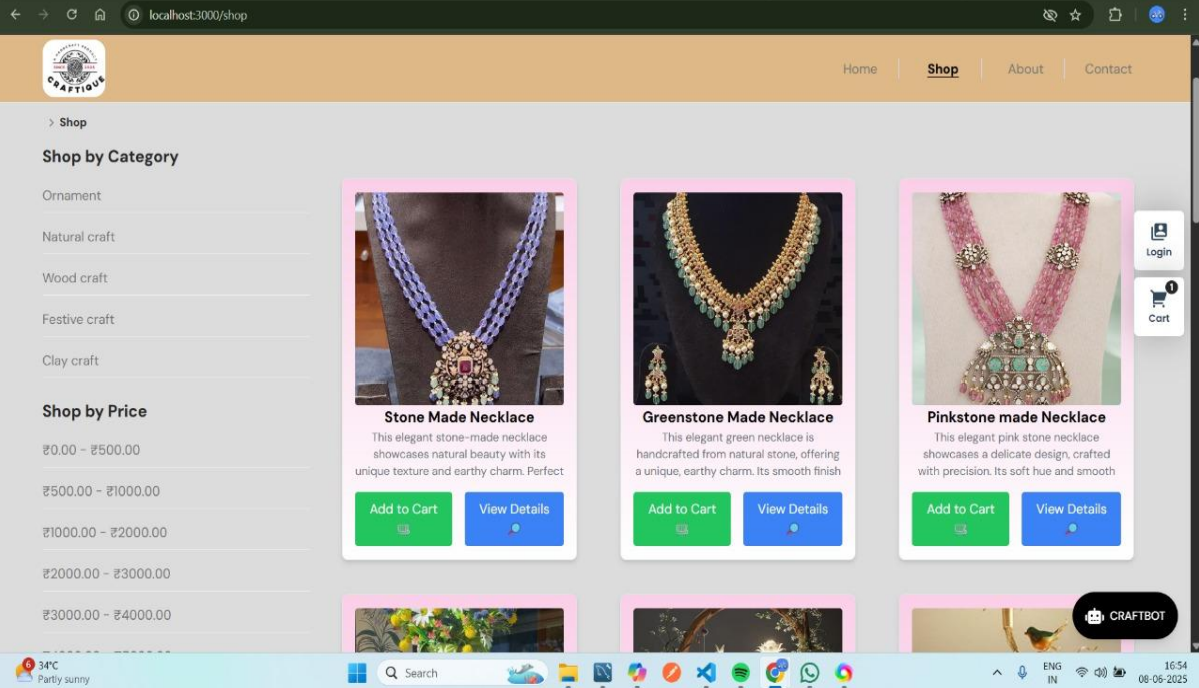 localhost:3000/shop
CRAFTIQUE
Home
Shop
About
Contact
> Shop
Shop by Category
Ornament
Natural craft
Wood craft
Festive craft
Clay craft
Shop by Price
₹0.00 - ₹500.00
₹500.00 - ₹1000.00
₹1000.00 - ₹2000.00
₹2000.00 - ₹3000.00
₹3000.00 - ₹4000.00
Stone Made Necklace
This elegant stone-made necklace
showcases natural beauty with its
unique texture and earthy charm. Perfect
Add to Cart
View Details
Greenstone Made Necklace
This elegant green necklace is
handcrafted from natural stone, offering
a unique, earthy charm. Its smooth finish
Add to Cart
View Details
Pinkstone made Necklace
This elegant pink stone necklace
showcases a delicate design, crafted
with precision. Its soft hue and smooth
Add to Cart
View Details
Login
1
Cart
CRAFTBOT
6
34°C
Partly sunny
Search
ENG
IN
16:54
08-06-2025